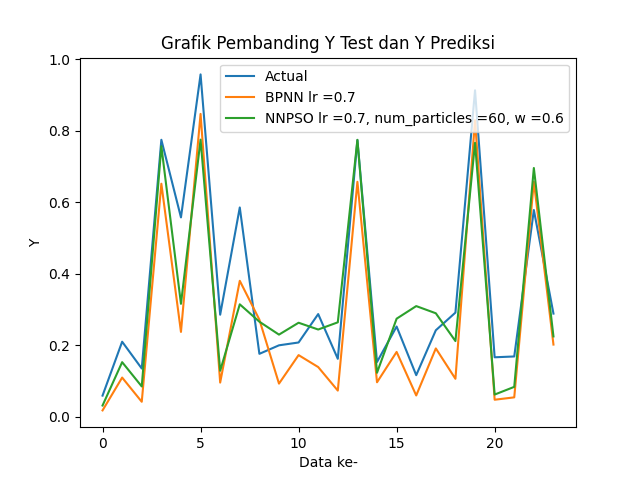 Grafik Pembanding Y Test dan Y Prediksi
Actual
BPNN lr =0.7
NNPSO lr =0.7, num_particles =60, w =0.6
1.0
0.8
0.6
0.4
0.2
0.0
Y
0 5 10 15 20
Data ke-